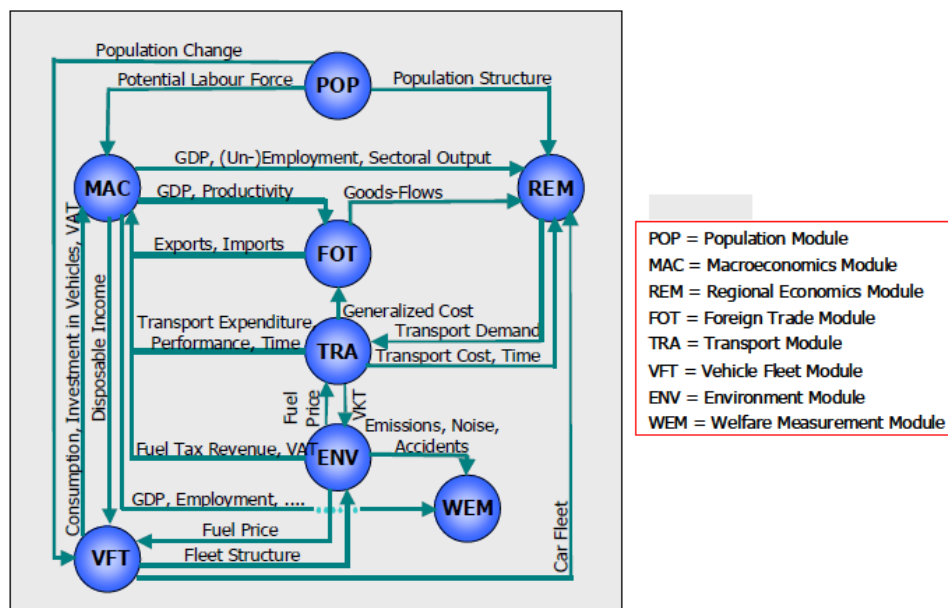 Population Change
POP
Potential Labour Force
Population Structure
GDP, (Un-)Employment, Sectoral Output
MAC
REM
GDP, Productivity
Goods-Flows
Exports, Imports
FOT
Consumption, Investment in Vehicles, VAT
Disposable Income
Generalized Cost
Transport Expenditure,
Performance, Time
Transport Demand
TRA
Transport Cost, Time
Fuel
Price
VKT
Emissions, Noise,
Accidents
Fuel Tax Revenue, VAT
ENV
GDP, Employment, ....
WEM
Fuel Price
VFT
Fleet Structure
Car Fleet
POP = Population Module
MAC = Macroeconomics Module
REM = Regional Economics Module
FOT = Foreign Trade Module
TRA = Transport Module
VFT = Vehicle Fleet Module
ENV = Environment Module
WEM = Welfare Measurement Module